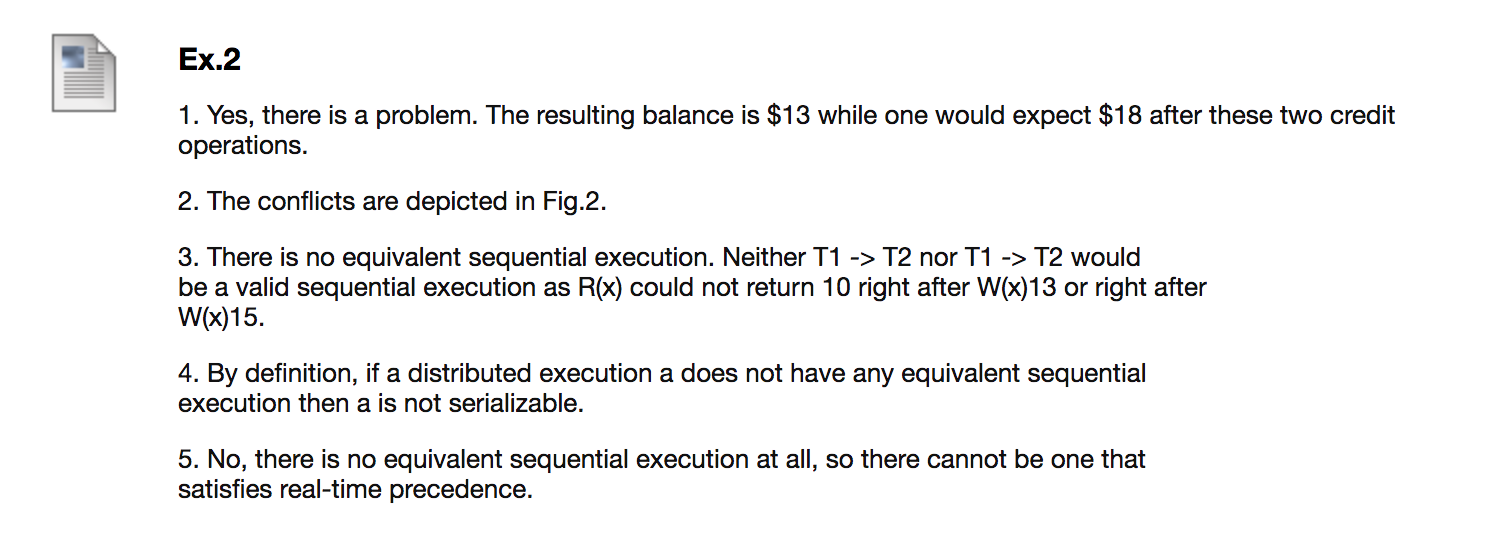 Ex.2
1. Yes, there is a problem. The resulting balance is $13 while one would expect $18 after these two credit
operations.
2. The conflicts are depicted in Fig.2.
3. There is no equivalent sequential execution. Neither T1 -> T2 nor T1 -> T2 would
be a valid sequential execution as R(x) could not return 10 right after W(x)13 or right after
W(x)15.
4. By definition, if a distributed execution a does not have any equivalent sequential
execution then a is not serializable.
5. No, there is no equivalent sequential execution at all, so there cannot be one that
satisfies real-time precedence.